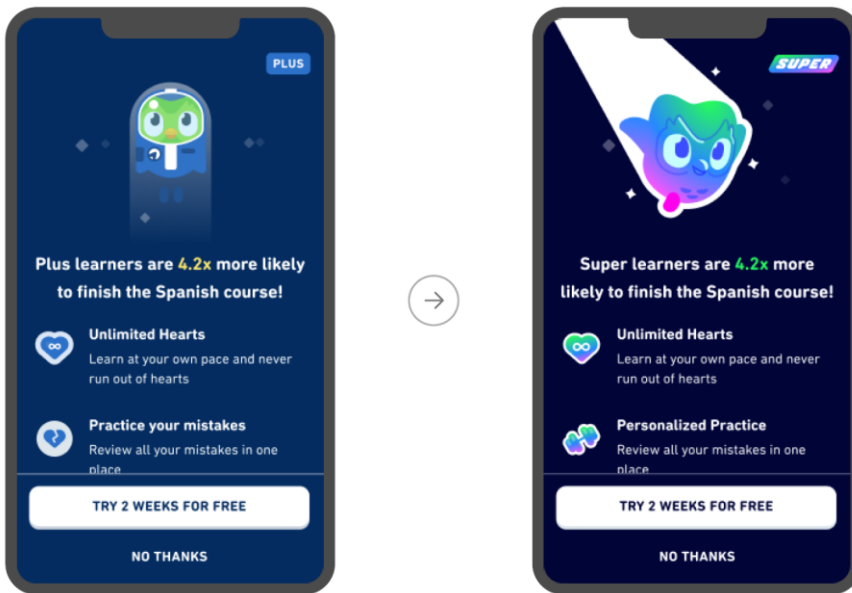 PLUS
Plus learners are 4.2x more likely
to finish the Spanish course!
Unlimited Hearts
Learn at your own pace and never
run out of hearts
Practice your mistakes
Review all your mistakes in one
place
TRY 2 WEEKS FOR FREE
NO THANKS
SUPER
Super learners are 4.2x more
likely to finish the Spanish course!
Unlimited Hearts
Learn at your own pace and never
run out of hearts
Personalized Practice
Review all your mistakes in one
place
TRY 2 WEEKS FOR FREE
NO THANKS